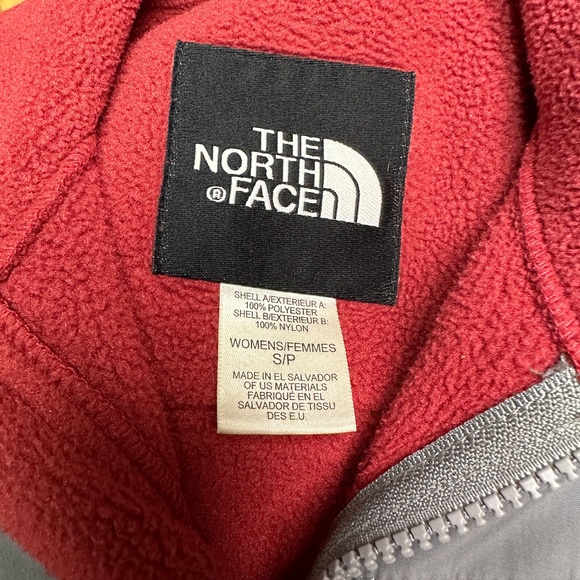 THE
NORTH
® FACE
SHELL A/EXTERIEUR A:
100% POLYESTER
SHELL B/EXTERIEUR B:
100% NYLON
WOMENS/FEMMES
S/P
MADE IN EL SALVADOR
OF US MATERIALS
FABRIQUÉ EN EL
SALVADOR DE TISSU
DES E.U.